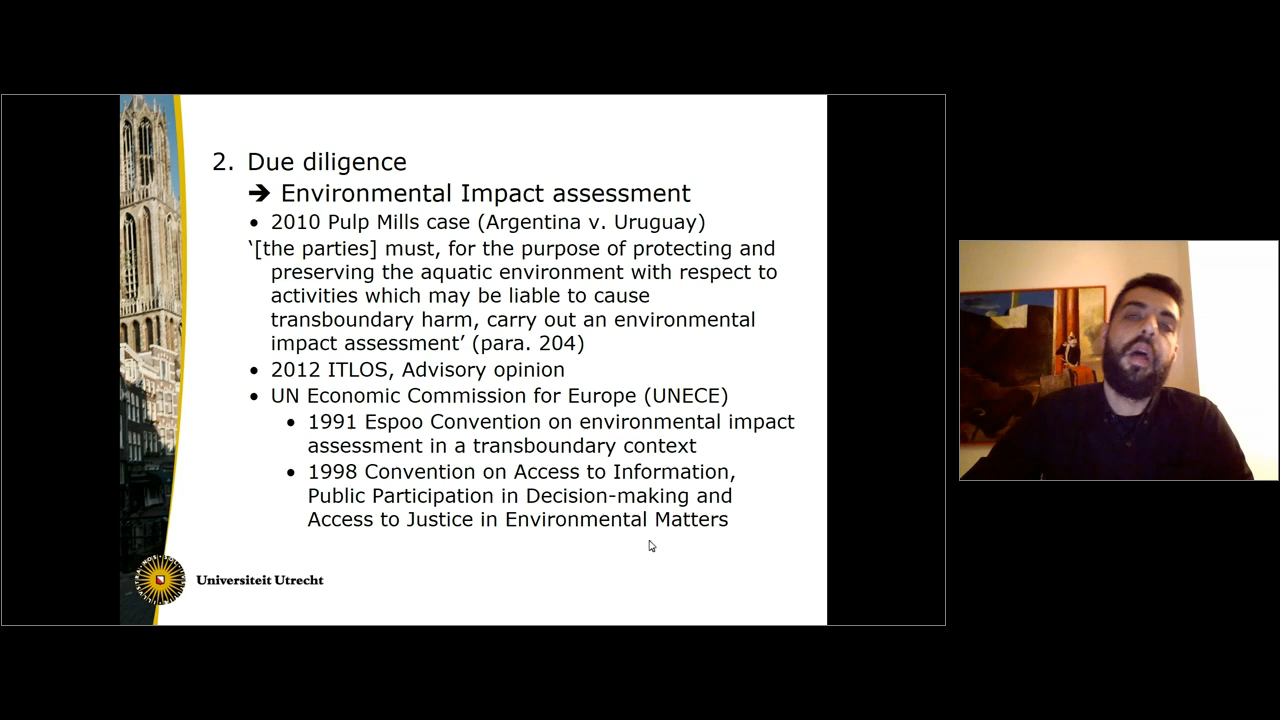 2. Due diligence
➔ Environmental Impact assessment
• 2010 Pulp Mills case (Argentina v. Uruguay)
‘[the parties] must, for the purpose of protecting and
preserving the aquatic environment with respect to
activities which may be liable to cause
transboundary harm, carry out an environmental
impact assessment’ (para. 204)
• 2012 ITLOS, Advisory opinion
• UN Economic Commission for Europe (UNECE)
• 1991 Espoo Convention on environmental impact
assessment in a transboundary context
• 1998 Convention on Access to Information,
Public Participation in Decision-making and
Access to Justice in Environmental Matters
Universiteit Utrecht